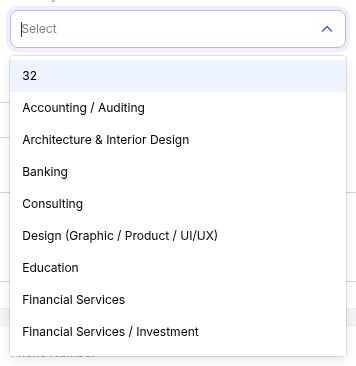 Select
32
Accounting / Auditing
Architecture & Interior Design
Banking
Consulting
Design (Graphic / Product / UI/UX)
Education
Financial Services
Financial Services / Investment